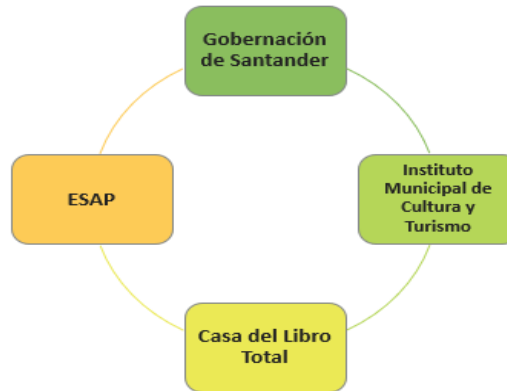 Gobernación
de Santander
Instituto
Municipal de
Cultura y
Turismo
ESAP
Casa del Libro
Total